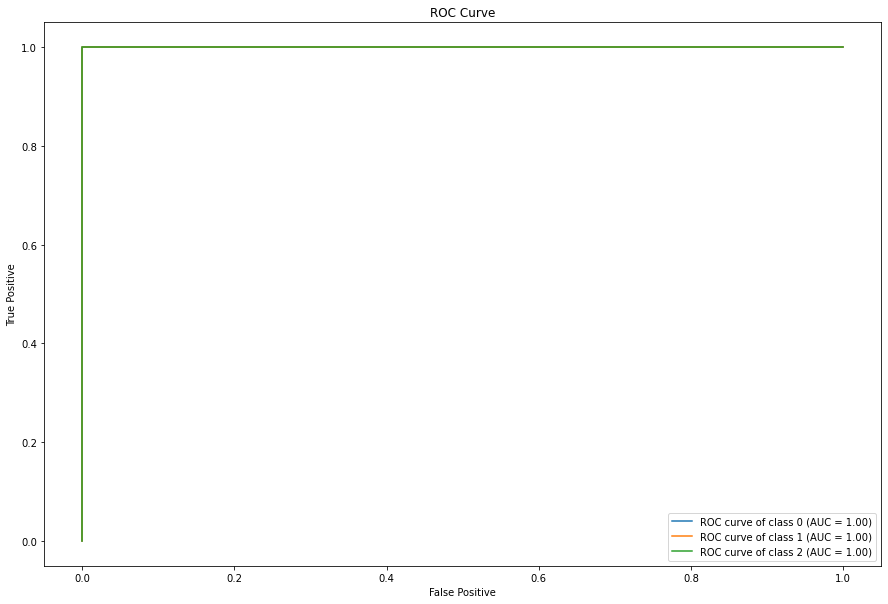 ROC Curve
1.0
0.8
0.6
0.4
0.2
0.0
True Positive
ROC curve of class 0 (AUC = 1.00)
ROC curve of class 1 (AUC = 1.00)
ROC curve of class 2 (AUC = 1.00)
0.0 0.2 0.4 0.6 0.8 1.0
False Positive